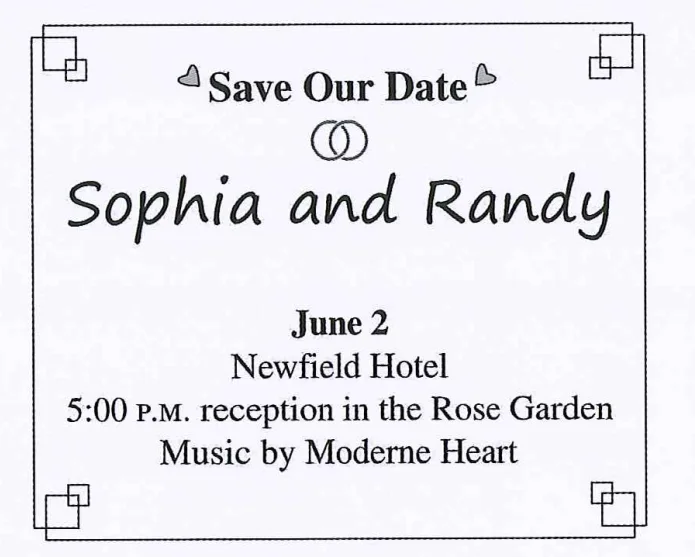 Save Our Date
Sophia and Randy
June 2
Newfield Hotel
5:00 P.M. reception in the Rose Garden
Music by Moderne Heart